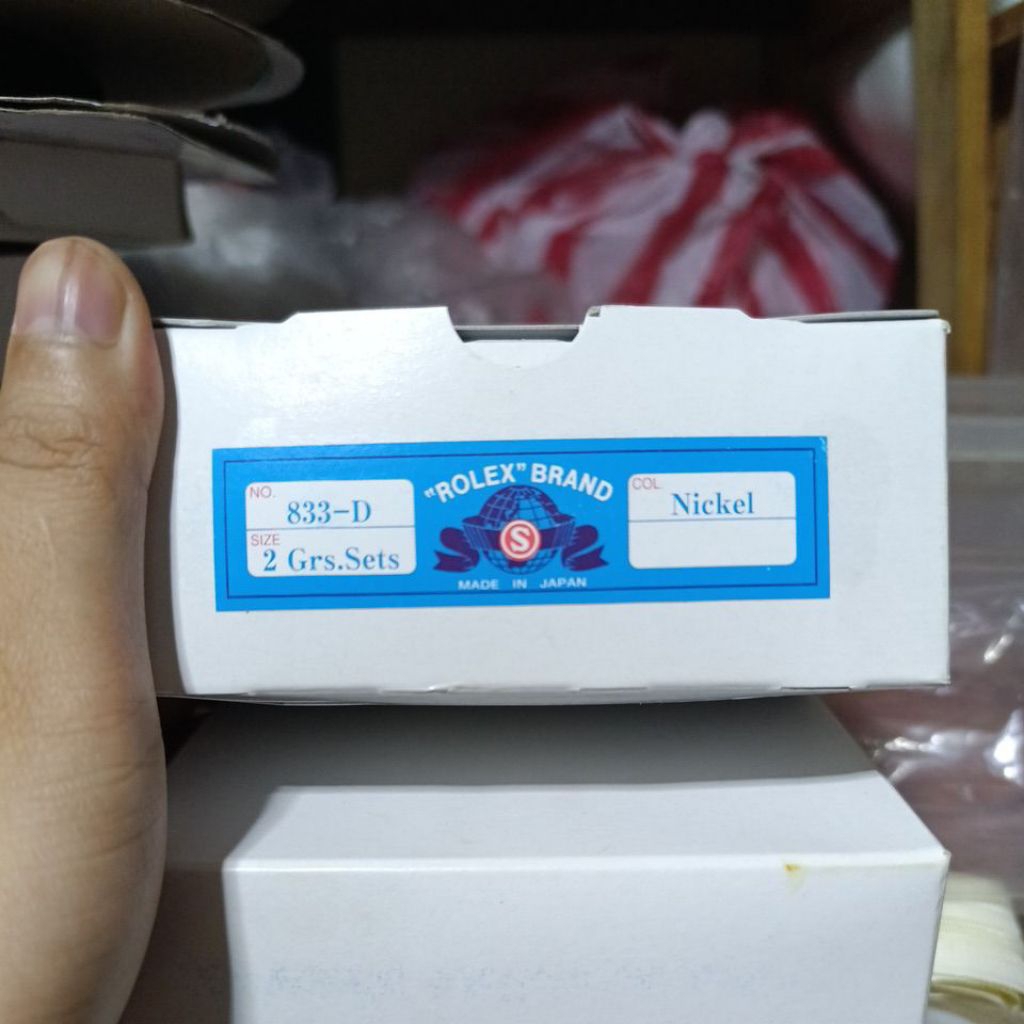 NO.
833-D
SIZE
2 Grs.Sets
"ROLEX" BRAND
S
MADE IN JAPAN
COL.
Nickel